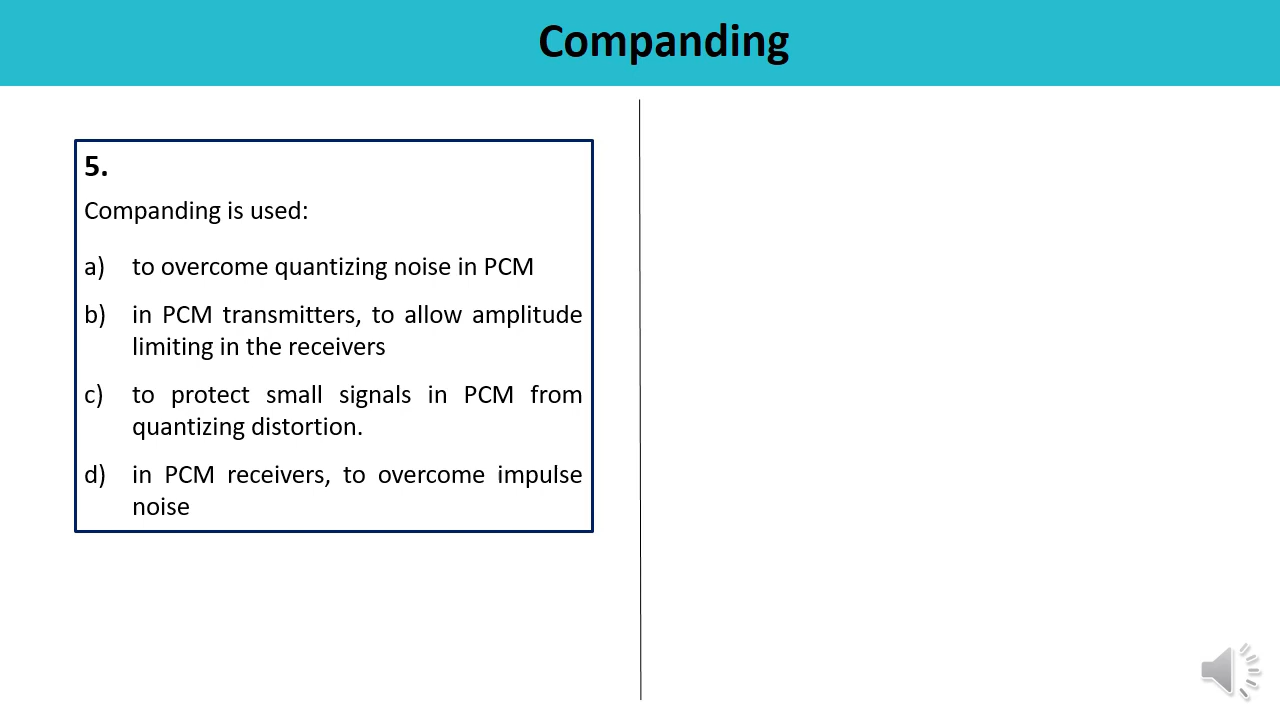 Companding
5.
Companding is used:
a) to overcome quantizing noise in PCM
b) in PCM transmitters, to allow amplitude
limiting in the receivers
c) to protect small signals in PCM from
quantizing distortion.
d) in PCM receivers, to overcome impulse
noise